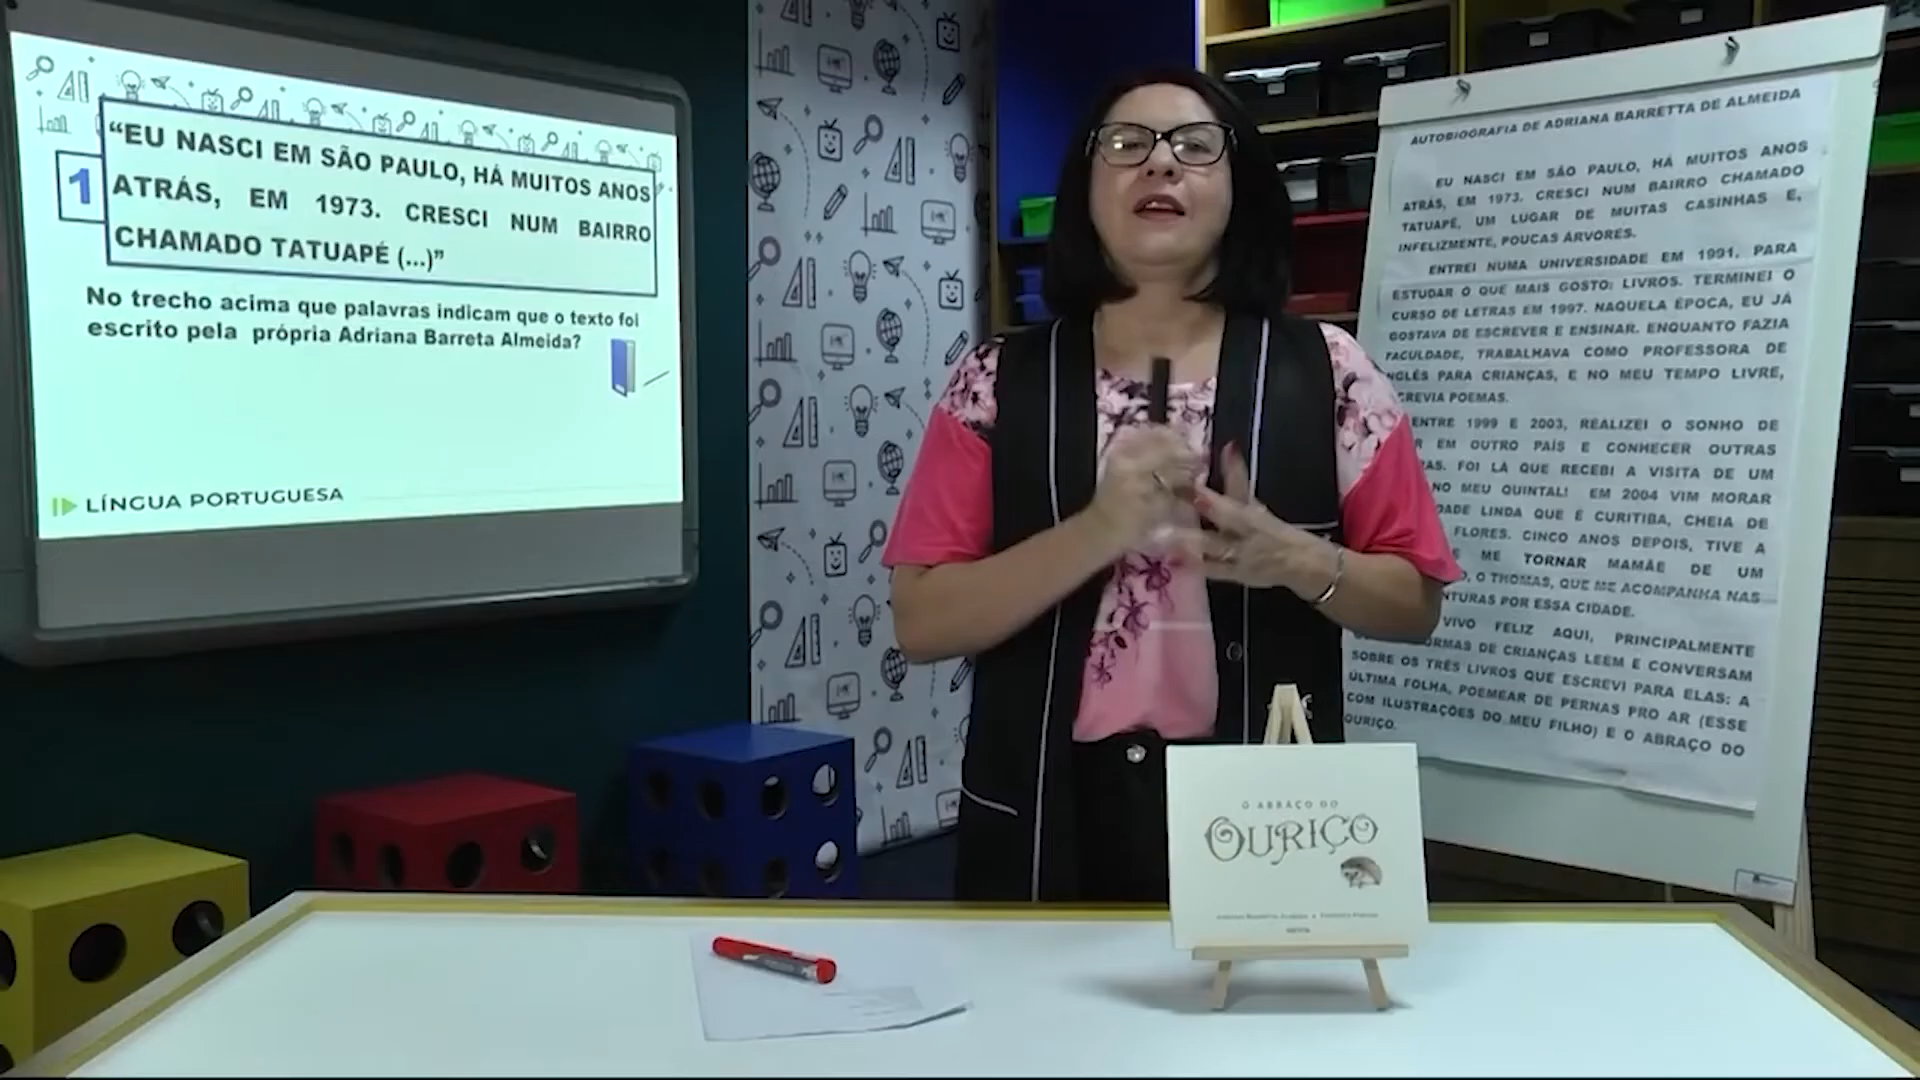 “EU NASCI EM SÃO PAULO, HÁ MUITOS ANOS
1
ATRÁS, EM 1973. CRESCI NUM BAIRRO
CHAMADO TATUAPÉ (...)”
No trecho acima que palavras indicam que o texto foi
escrito pela própria Adriana Barreta Almeida?
LÍNGUA PORTUGUESA
AUTOBIOGRAFIA DE ADRIANA BARRETTA DE ALMEIDA
EU NASCI EM SÃO PAULO, HÁ MUITOS ANOS
ATRÁS, EM 1973. CRESCI NUM BAIRRO CHAMADO
TATUAPÉ, UM LUGAR DE MUITAS CASINHAS E,
INFELIZMENTE, POUCAS ÁRVORES.
ENTREI NUMA UNIVERSIDADE EM 1991, PARA
ESTUDAR O QUE MAIS GOSTO: LIVROS. TERMINEI O
CURSO DE LETRAS EM 1997. NAQUELA ÉPOCA, EU JÁ
GOSTAVA DE ESCREVER E ENSINAR. ENQUANTO FAZIA
FACULDADE, TRABALHAVA COMO PROFESSORA DE
NGLÊS PARA CRIANÇAS, E NO MEU TEMPO LIVRE,
CREVIA POEMAS.
ENTRE 1999 E 2003, REALIZEI O SONHO DE
R EM OUTRO PAÍS E CONHECER OUTRAS
RAS. FOI LÁ QUE RECEBI A VISITA DE UM
NO MEU QUINTAL! EM 2004 VIM MORAR
DADE LINDA QUE É CURITIBA, CHEIA DE
FLORES. CINCO ANOS DEPOIS, TIVE A
E ME TORNAR MAMÃE DE UM
O, O THOMAS, QUE ME ACOMPANHA NAS
NTURAS POR ESSA CIDADE.
VIVO FELIZ AQUI, PRINCIPALMENTE
ORMAS DE CRIANÇAS LEEM E CONVERSAM
SOBRE OS TRÊS LIVROS QUE ESCREVI PARA ELAS: A
ÚLTIMA FOLHA, POEMEAR DE PERNAS PRO AR (ESSE
COM ILUSTRAÇÕES DO MEU FILHO) E O ABRAÇO DO
OURIÇO.
O ABRAÇO DO
OURIÇO